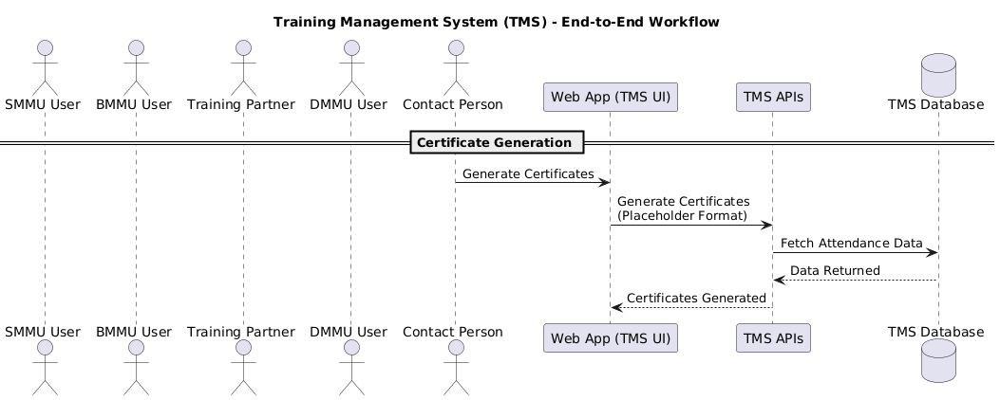 Training Management System (TMS) - End-to-End Workflow
SMMU User
BMMU User
Training Partner
DMMU User
Contact Person
Web App (TMS UI)
TMS APIs
TMS Database
Certificate Generation
Generate Certificates
Generate Certificates
(Placeholder Format)
Fetch Attendance Data
Data Returned
Certificates Generated
SMMU User
BMMU User
Training Partner
DMMU User
Contact Person
Web App (TMS UI)
TMS APIs
TMS Database